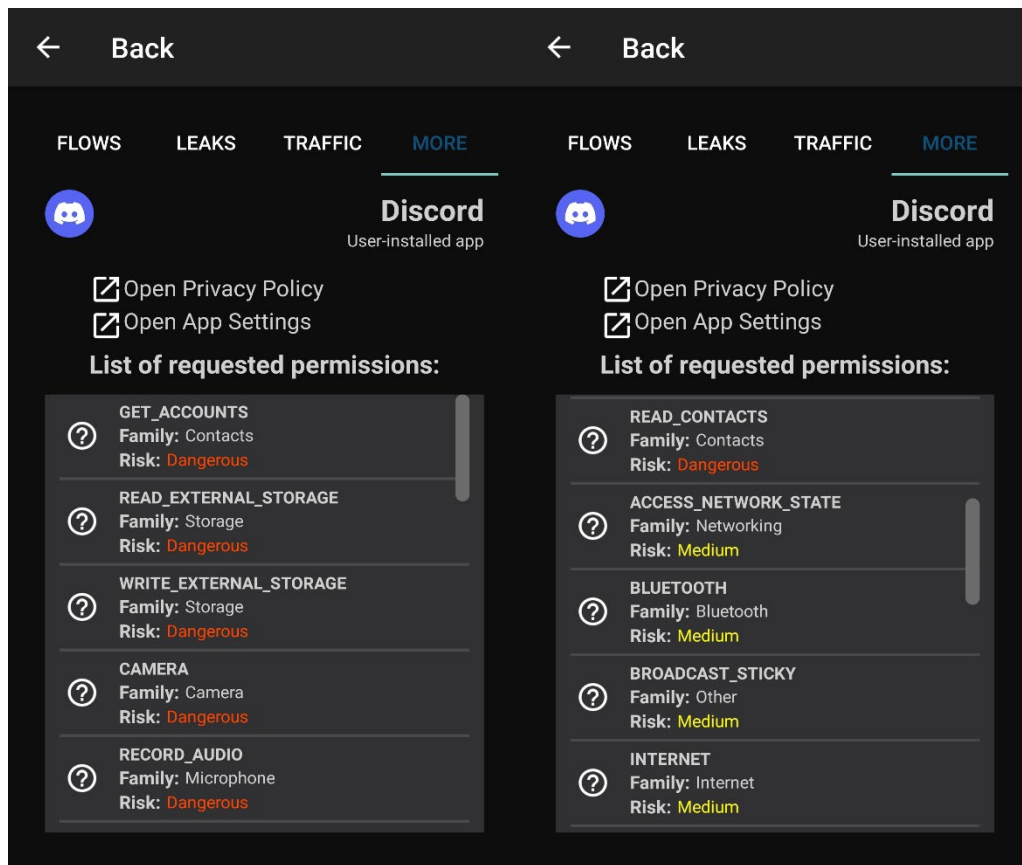 Back
FLOWS LEAKS TRAFFIC MORE
Discord
User-installed app
Open Privacy Policy
Open App Settings
List of requested permissions:
GET_ACCOUNTS
Family: Contacts
Risk: Dangerous
READ_EXTERNAL_STORAGE
Family: Storage
Risk: Dangerous
WRITE_EXTERNAL_STORAGE
Family: Storage
Risk: Dangerous
CAMERA
Family: Camera
Risk: Dangerous
RECORD_AUDIO
Family: Microphone
Risk: Dangerous
Back
FLOWS LEAKS TRAFFIC MORE
Discord
User-installed app
Open Privacy Policy
Open App Settings
List of requested permissions:
READ_CONTACTS
Family: Contacts
Risk: Dangerous
ACCESS_NETWORK_STATE
Family: Networking
Risk: Medium
BLUETOOTH
Family: Bluetooth
Risk: Medium
BROADCAST_STICKY
Family: Other
Risk: Medium
INTERNET
Family: Internet
Risk: Medium